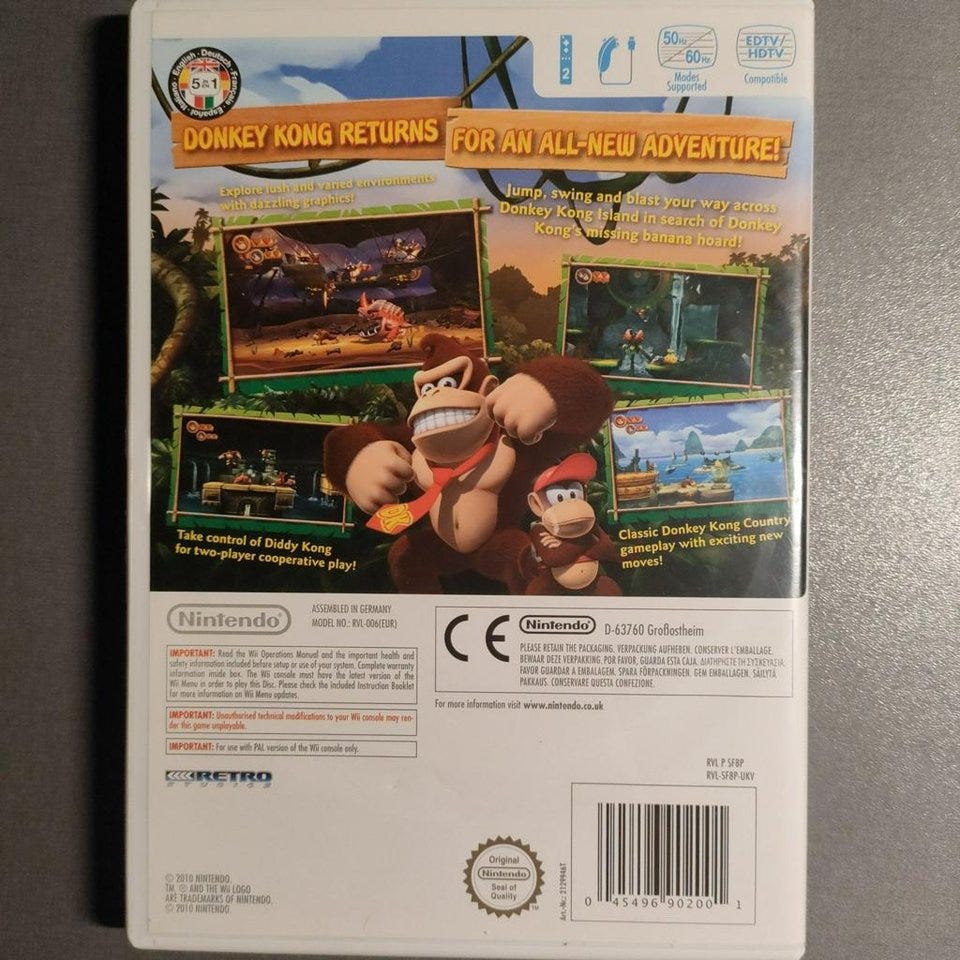 English · Deutsch · Français · Español · Italiano
5 in 1
2
50Hz
60Hz
Modes
Supported
EDTV/
HDTV
Compatible
DONKEY KONG RETURNS FOR AN ALL-NEW ADVENTURE!
Explore lush and varied environments
with dazzling graphics!
Jump, swing and blast your way across
Donkey Kong Island in search of Donkey
Kong's missing banana hoard!
DK
Take control of Diddy Kong
for two-player cooperative play!
Classic Donkey Kong Country
gameplay with exciting new
moves!
Nintendo
ASSEMBLED IN GERMANY
MODEL NO.: RVL-006(EUR)
IMPORTANT: Read the Wii Operations Manual and the important health and
safety information included before setup or use of your system. Complete warranty
information inside box. The Wii console must have the latest version of the
Wii Menu in order to play this Disc. Please check the included Instruction Booklet
for more information on Wii Menu updates.
IMPORTANT: Unauthorised technical modifications to your Wii console may ren-
der this game unplayable.
IMPORTANT: For use with PAL version of the Wii console only.
RETRO
STUDIOS
CE
Nintendo D-63760 Großostheim
PLEASE RETAIN THE PACKAGING. VERPACKUNG AUFHEBEN. CONSERVER L'EMBALLAGE.
BEWAAR DEZE VERPAKKING. POR FAVOR, GUARDA ESTA CAJA. ΔΙΑΤΗΡΗΣΤΕ ΤΗ ΣΥΣΚΕΥΑΣΙΑ.
FAVOR GUARDAR A EMBALAGEM. SPARA FÖRPACKNINGEN. GEM EMBALLAGEN. SÄILYTÄ
PAKKAUS. CONSERVARE QUESTA CONFEZIONE.
For more information visit www.nintendo.co.uk
RVL P SF8P
RVL-SF8P-UKV
© 2010 NINTENDO.
TM, ® AND THE Wii LOGO
ARE TRADEMARKS OF NINTENDO.
© 2010 NINTENDO.
Original
Nintendo
Seal of
Quality
TM
Art.-No.: 2129946T
0 45496 90200 1